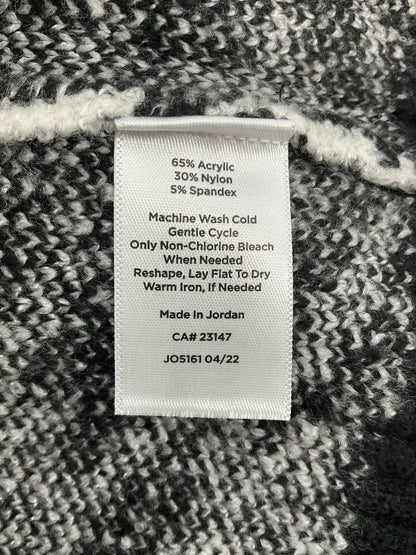 65% Acrylic
30% Nylon
5% Spandex
Machine Wash Cold
Gentle Cycle
Only Non-Chlorine Bleach
When Needed
Reshape, Lay Flat To Dry
Warm Iron, If Needed
Made In Jordan
CA# 23147
JO5161 04/22